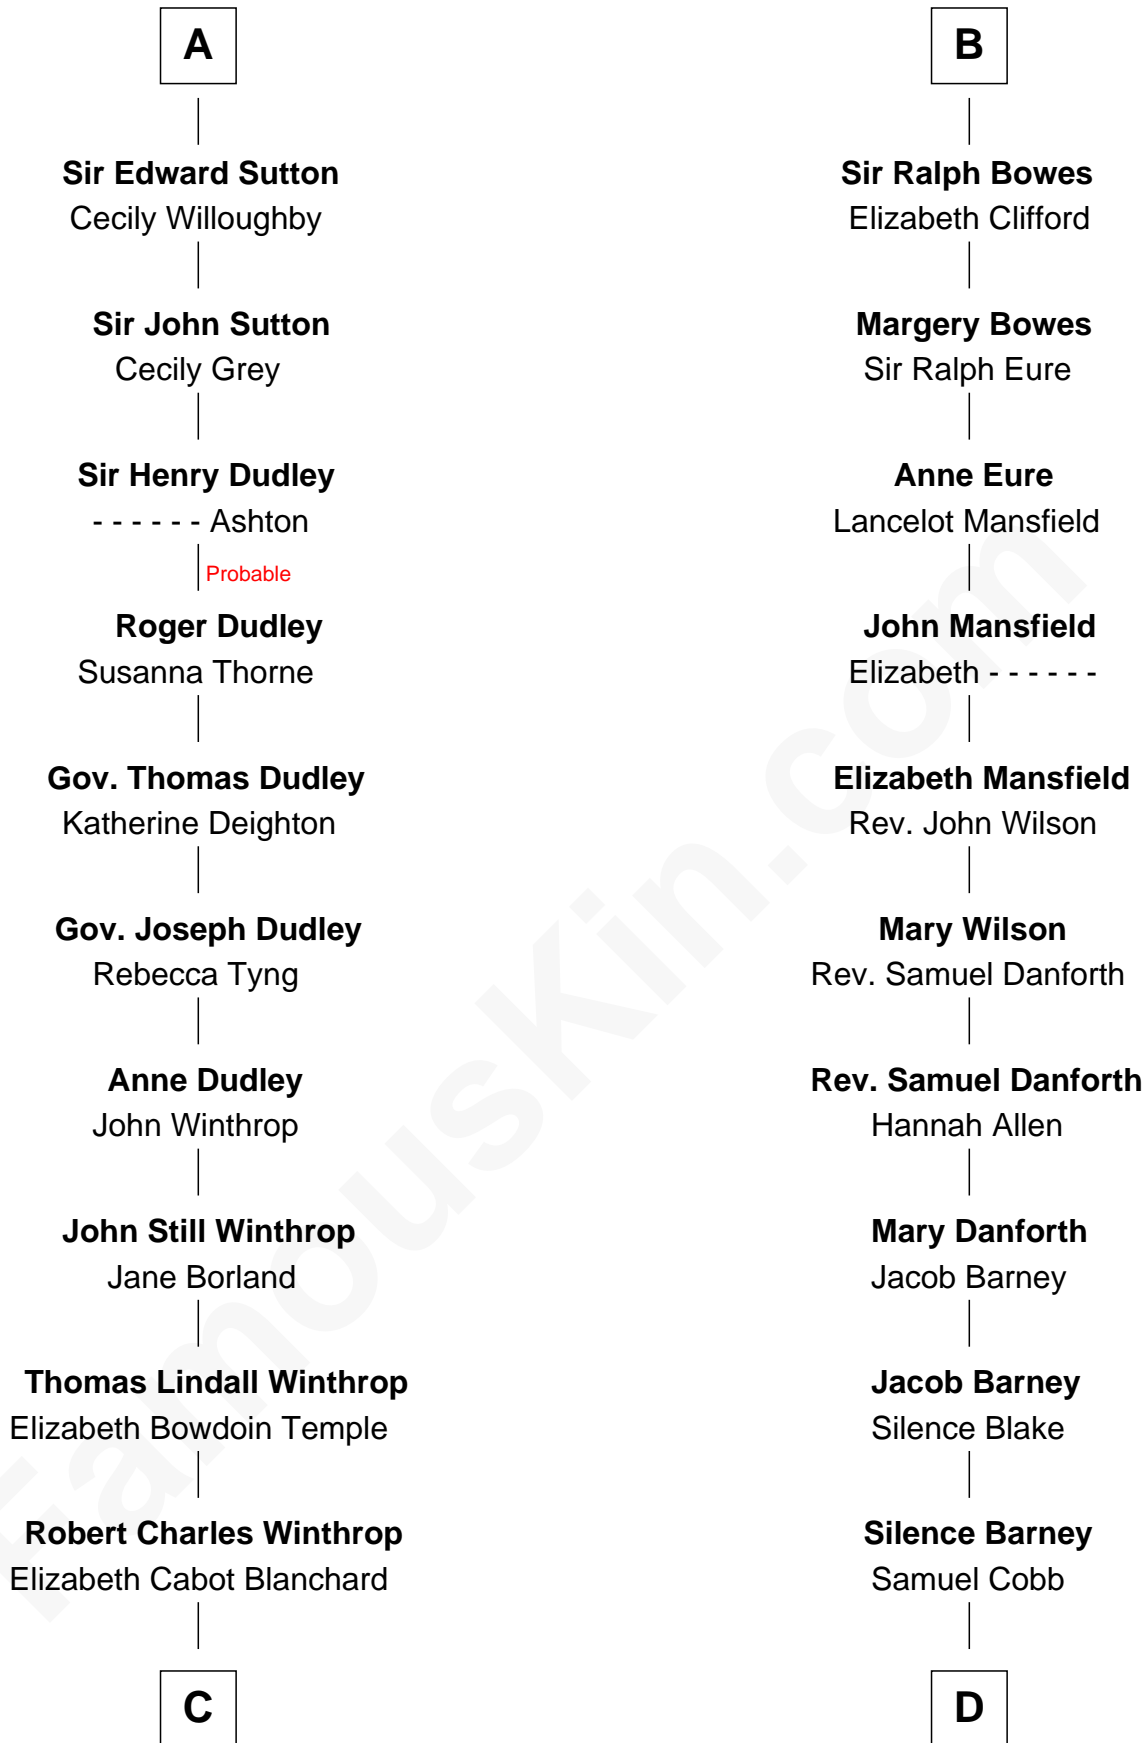 A
Sir Edward Sutton
Cecily Willoughby
Sir John Sutton
Cecily Grey
Sir Henry Dudley
- - - - - - Ashton
Probable
Roger Dudley
Susanna Thorne
Gov. Thomas Dudley
Katherine Deighton
Gov. Joseph Dudley
Rebecca Tyng
Anne Dudley
John Winthrop
John Still Winthrop
Jane Borland
Thomas Lindall Winthrop
Elizabeth Bowdoin Temple
Robert Charles Winthrop
Elizabeth Cabot Blanchard
C
B
Sir Ralph Bowes
Elizabeth Clifford
Margery Bowes
Sir Ralph Eure
Anne Eure
Lancelot Mansfield
John Mansfield
Elizabeth - - - - - -
Elizabeth Mansfield
Rev. John Wilson
Mary Wilson
Rev. Samuel Danforth
Rev. Samuel Danforth
Hannah Allen
Mary Danforth
Jacob Barney
Jacob Barney
Silence Blake
Silence Barney
Samuel Cobb
D
FamousKin.com